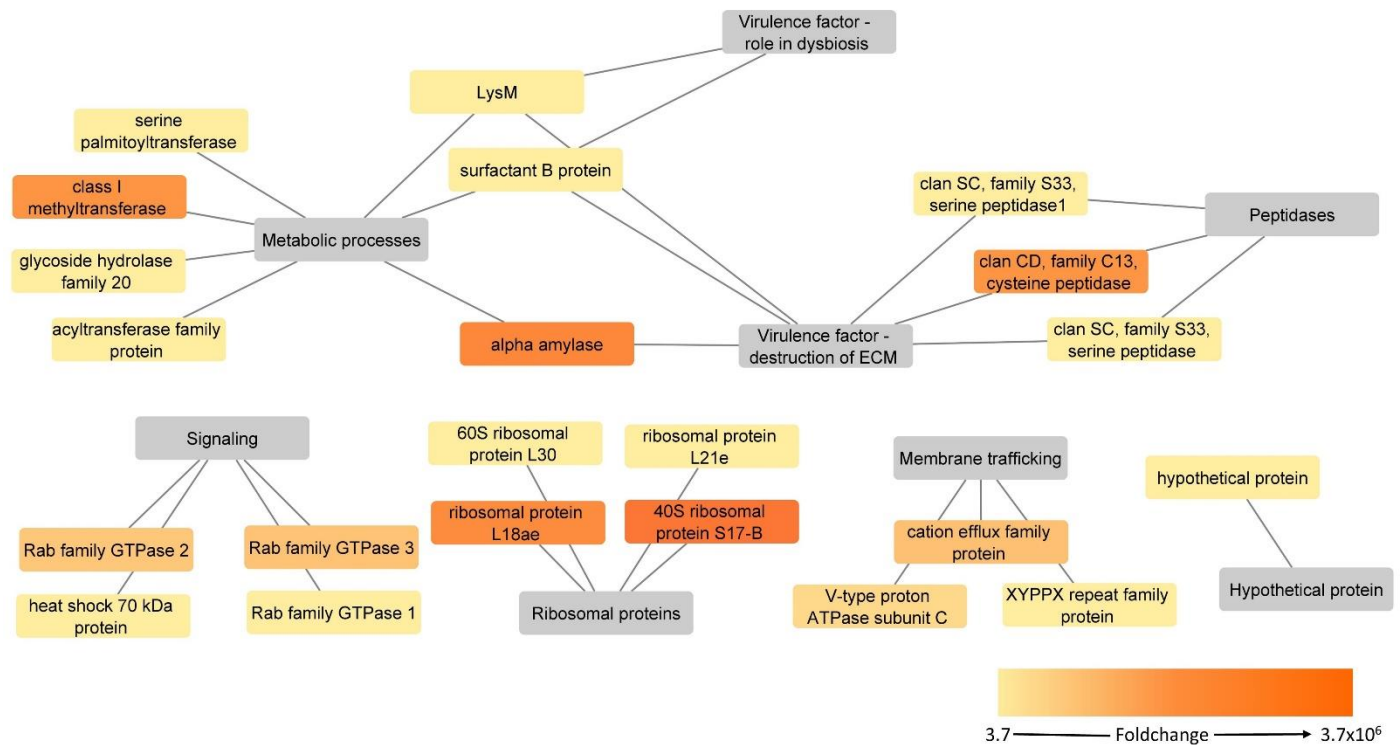 Virulence factor -
role in dysbiosis
LysM
serine
palmitoyltransferase
surfactant B protein
class I
methyltransferase
clan SC, family S33,
serine peptidase1
Peptidases
Metabolic processes
glycoside hydrolase
family 20
clan CD, family C13,
cysteine peptidase
acyltransferase family
protein
alpha amylase
Virulence factor -
destruction of ECM
clan SC, family S33,
serine peptidase
Signaling
60S ribosomal
protein L30
ribosomal protein
L21e
Membrane trafficking
hypothetical protein
Rab family GTPase 2
Rab family GTPase 3
ribosomal protein
L18ae
40S ribosomal
protein S17-B
cation efflux family
protein
Hypothetical protein
heat shock 70 kDa
protein
Rab family GTPase 1
Ribosomal proteins
V-type proton
ATPase subunit C
XYPPX repeat family
protein
3.7 Foldchange 3.7x10⁶